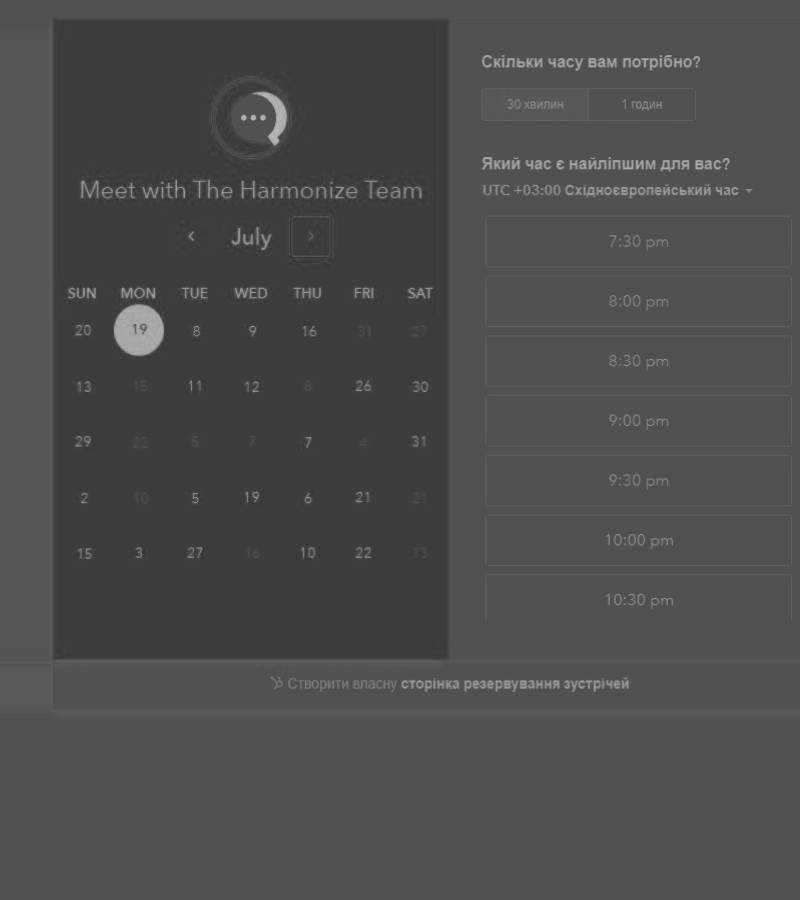 Meet with The Harmonize Team
July
SUN MON TUE WED THU FRI SAT
20 19 8 9 16 31 27
13 15 11 12 8 26 30
29 22 5 7 7 4 31
2 10 5 19 6 21 21
15 3 27 16 10 22 13
Скільки часу вам потрібно?
30 хвилин 1 годин
Який час є найліпшим для вас?
UTC +03:00 Східноєвропейський час
7:30 pm
8:00 pm
8:30 pm
9:00 pm
9:30 pm
10:00 pm
10:30 pm
Створити власну сторінка резервування зустрічей